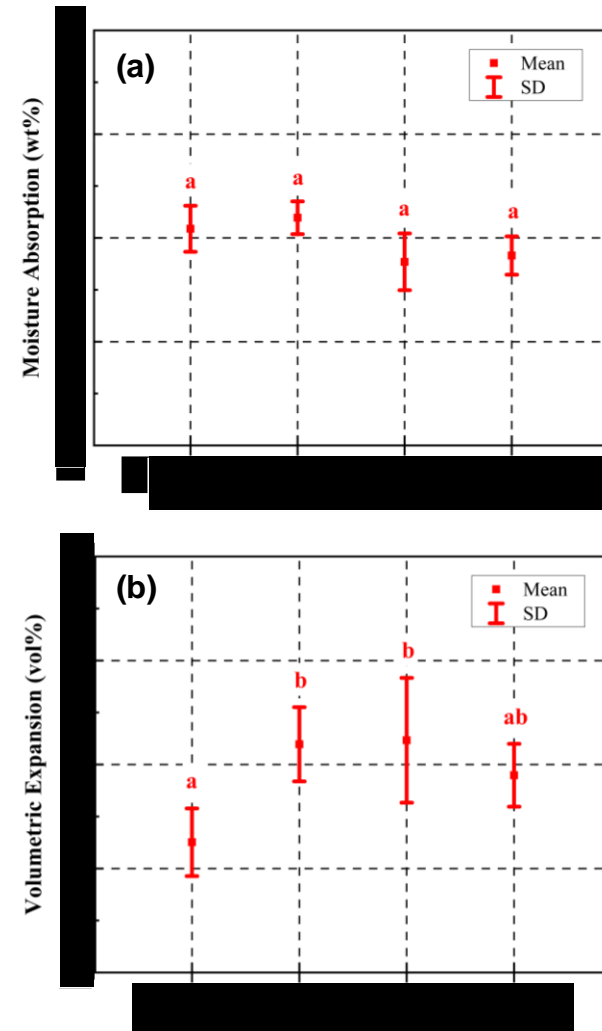 (a)
Mean
SD
Moisture Absorption (wt%)
a
a
a
a
(b)
Mean
SD
Volumetric Expansion (vol%)
a
b
b
ab